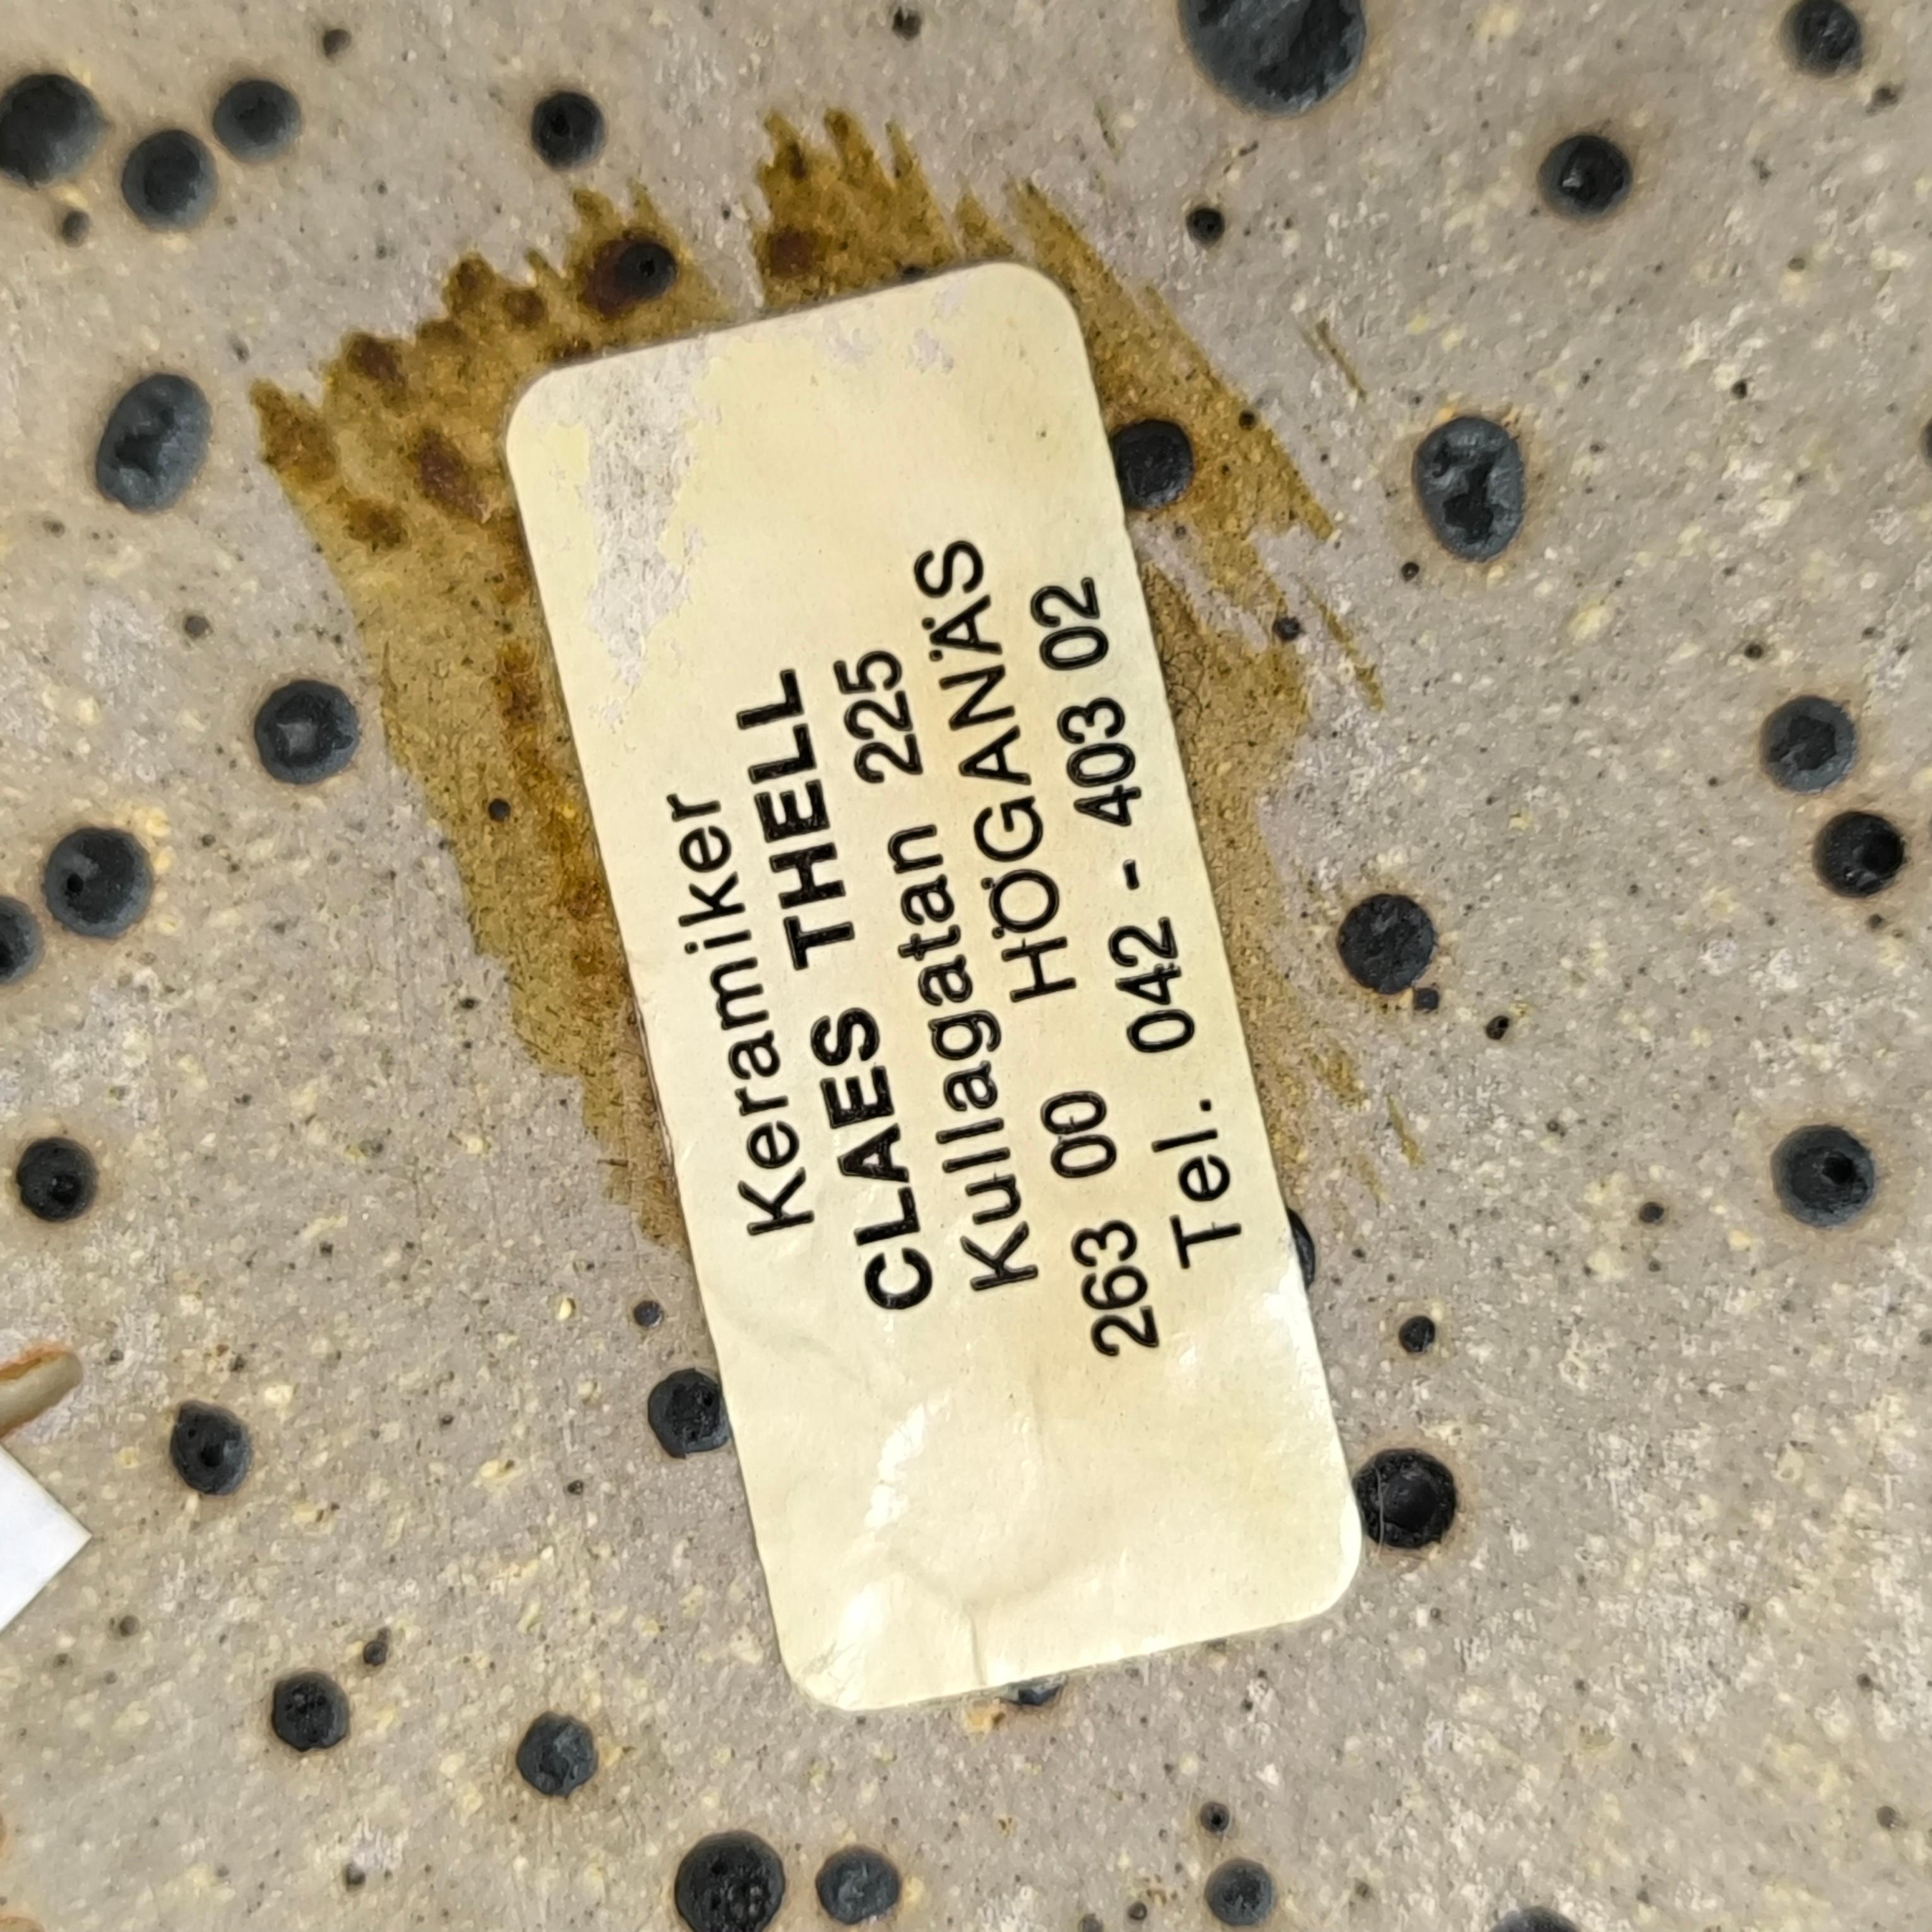 Keramiker
CLAES THELL
Kullagatan 225
263 00 HÖGANÄS
Tel. 042 - 403 02